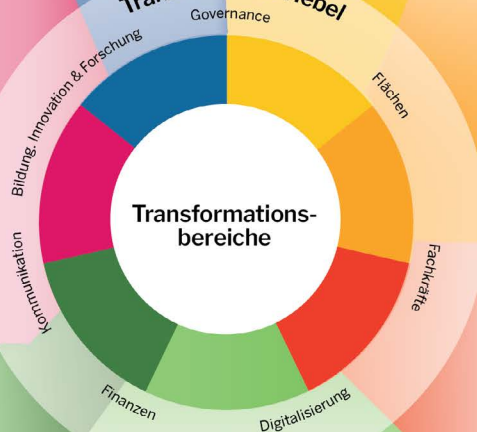 Governance
Flächen
Fachkräfte
Digitalisierung
Finanzen
Kommunikation
Bildung, Innovation & Forschung
Transformations-
bereiche